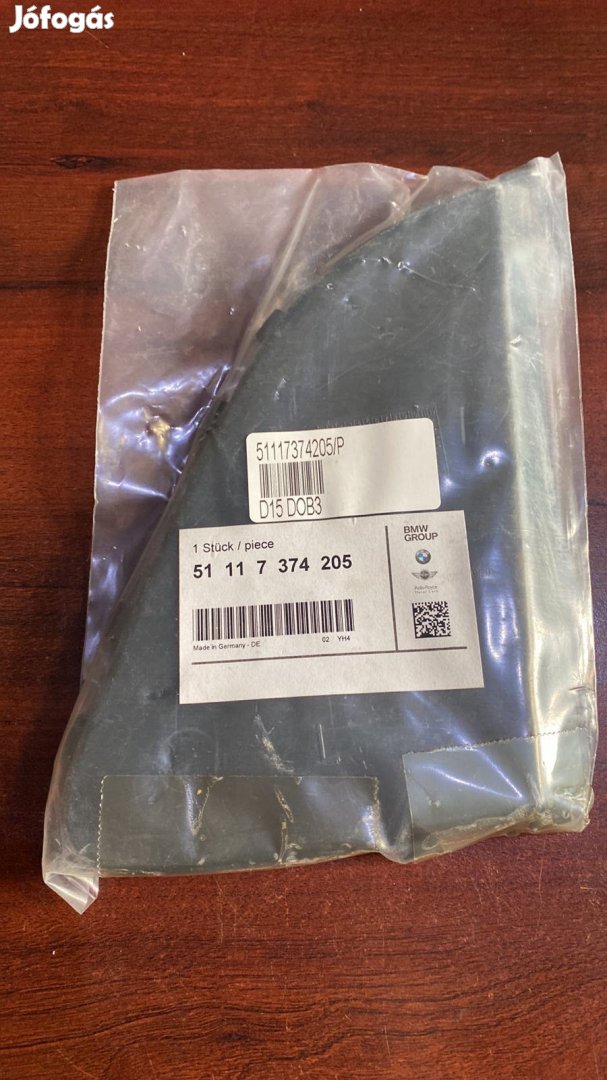 Jófogás
51117374205/P
D15 DOB3
1 Stück / piece
51 11 7 374 205
Made in Germany - DE 02 YH4
BMW
GROUP